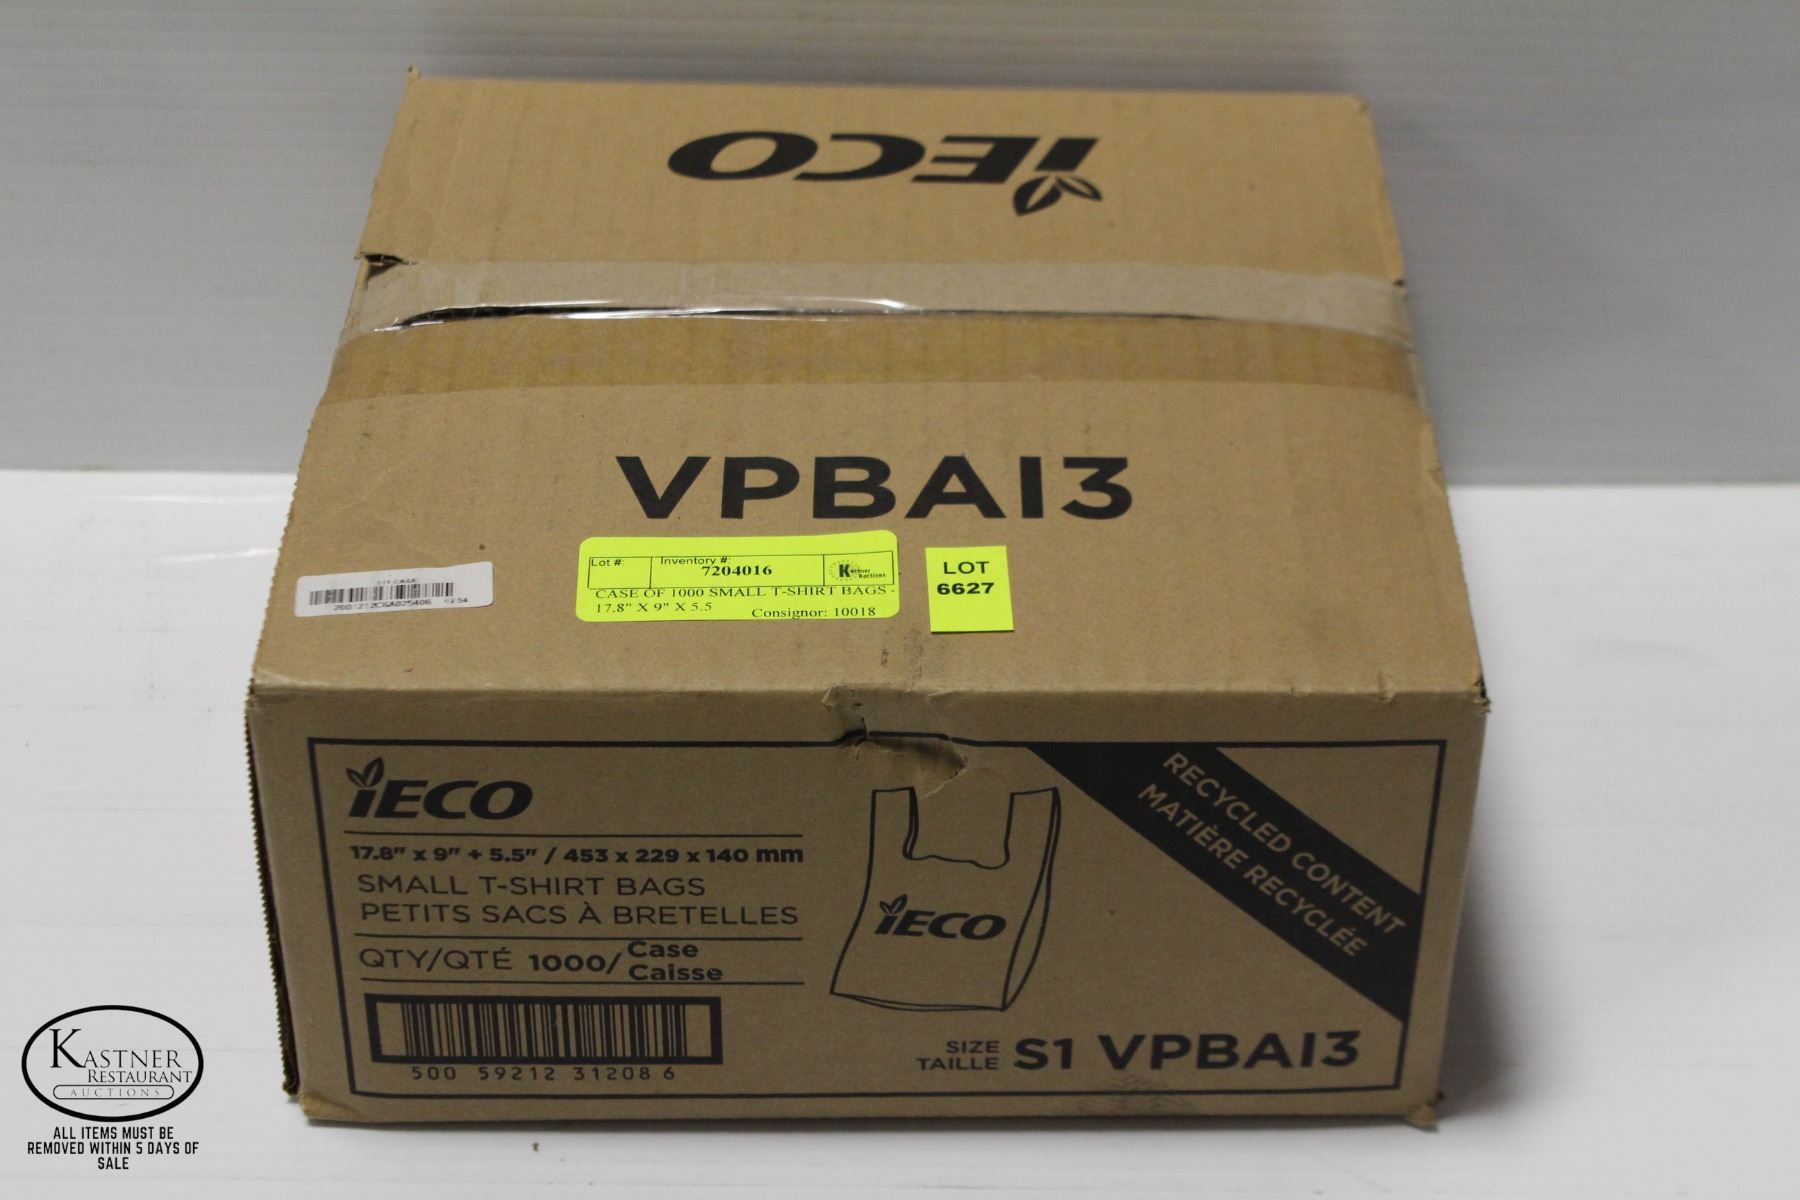 iECO
VPBAI3
Lot #:
Inventory #:
7204016
Kastner
Auctions
CASE OF 1000 SMALL T-SHIRT BAGS -
17.8" X 9" X 5.5
Consignor: 10018
LOT
6627
iECO
17.8" x 9" + 5.5" / 453 x 229 x 140 mm
SMALL T-SHIRT BAGS
PETITS SACS À BRETELLES
QTY/QTÉ 1000/ Case
Caisse
500 59212 31208 6
iECO
RECYCLED CONTENT
MATIÈRE RECYCLÉE
SIZE
TAILLE
S1 VPBAI3
KASTNER
RESTAURANT
AUCTIONS
ALL ITEMS MUST BE
REMOVED WITHIN 5 DAYS OF
SALE